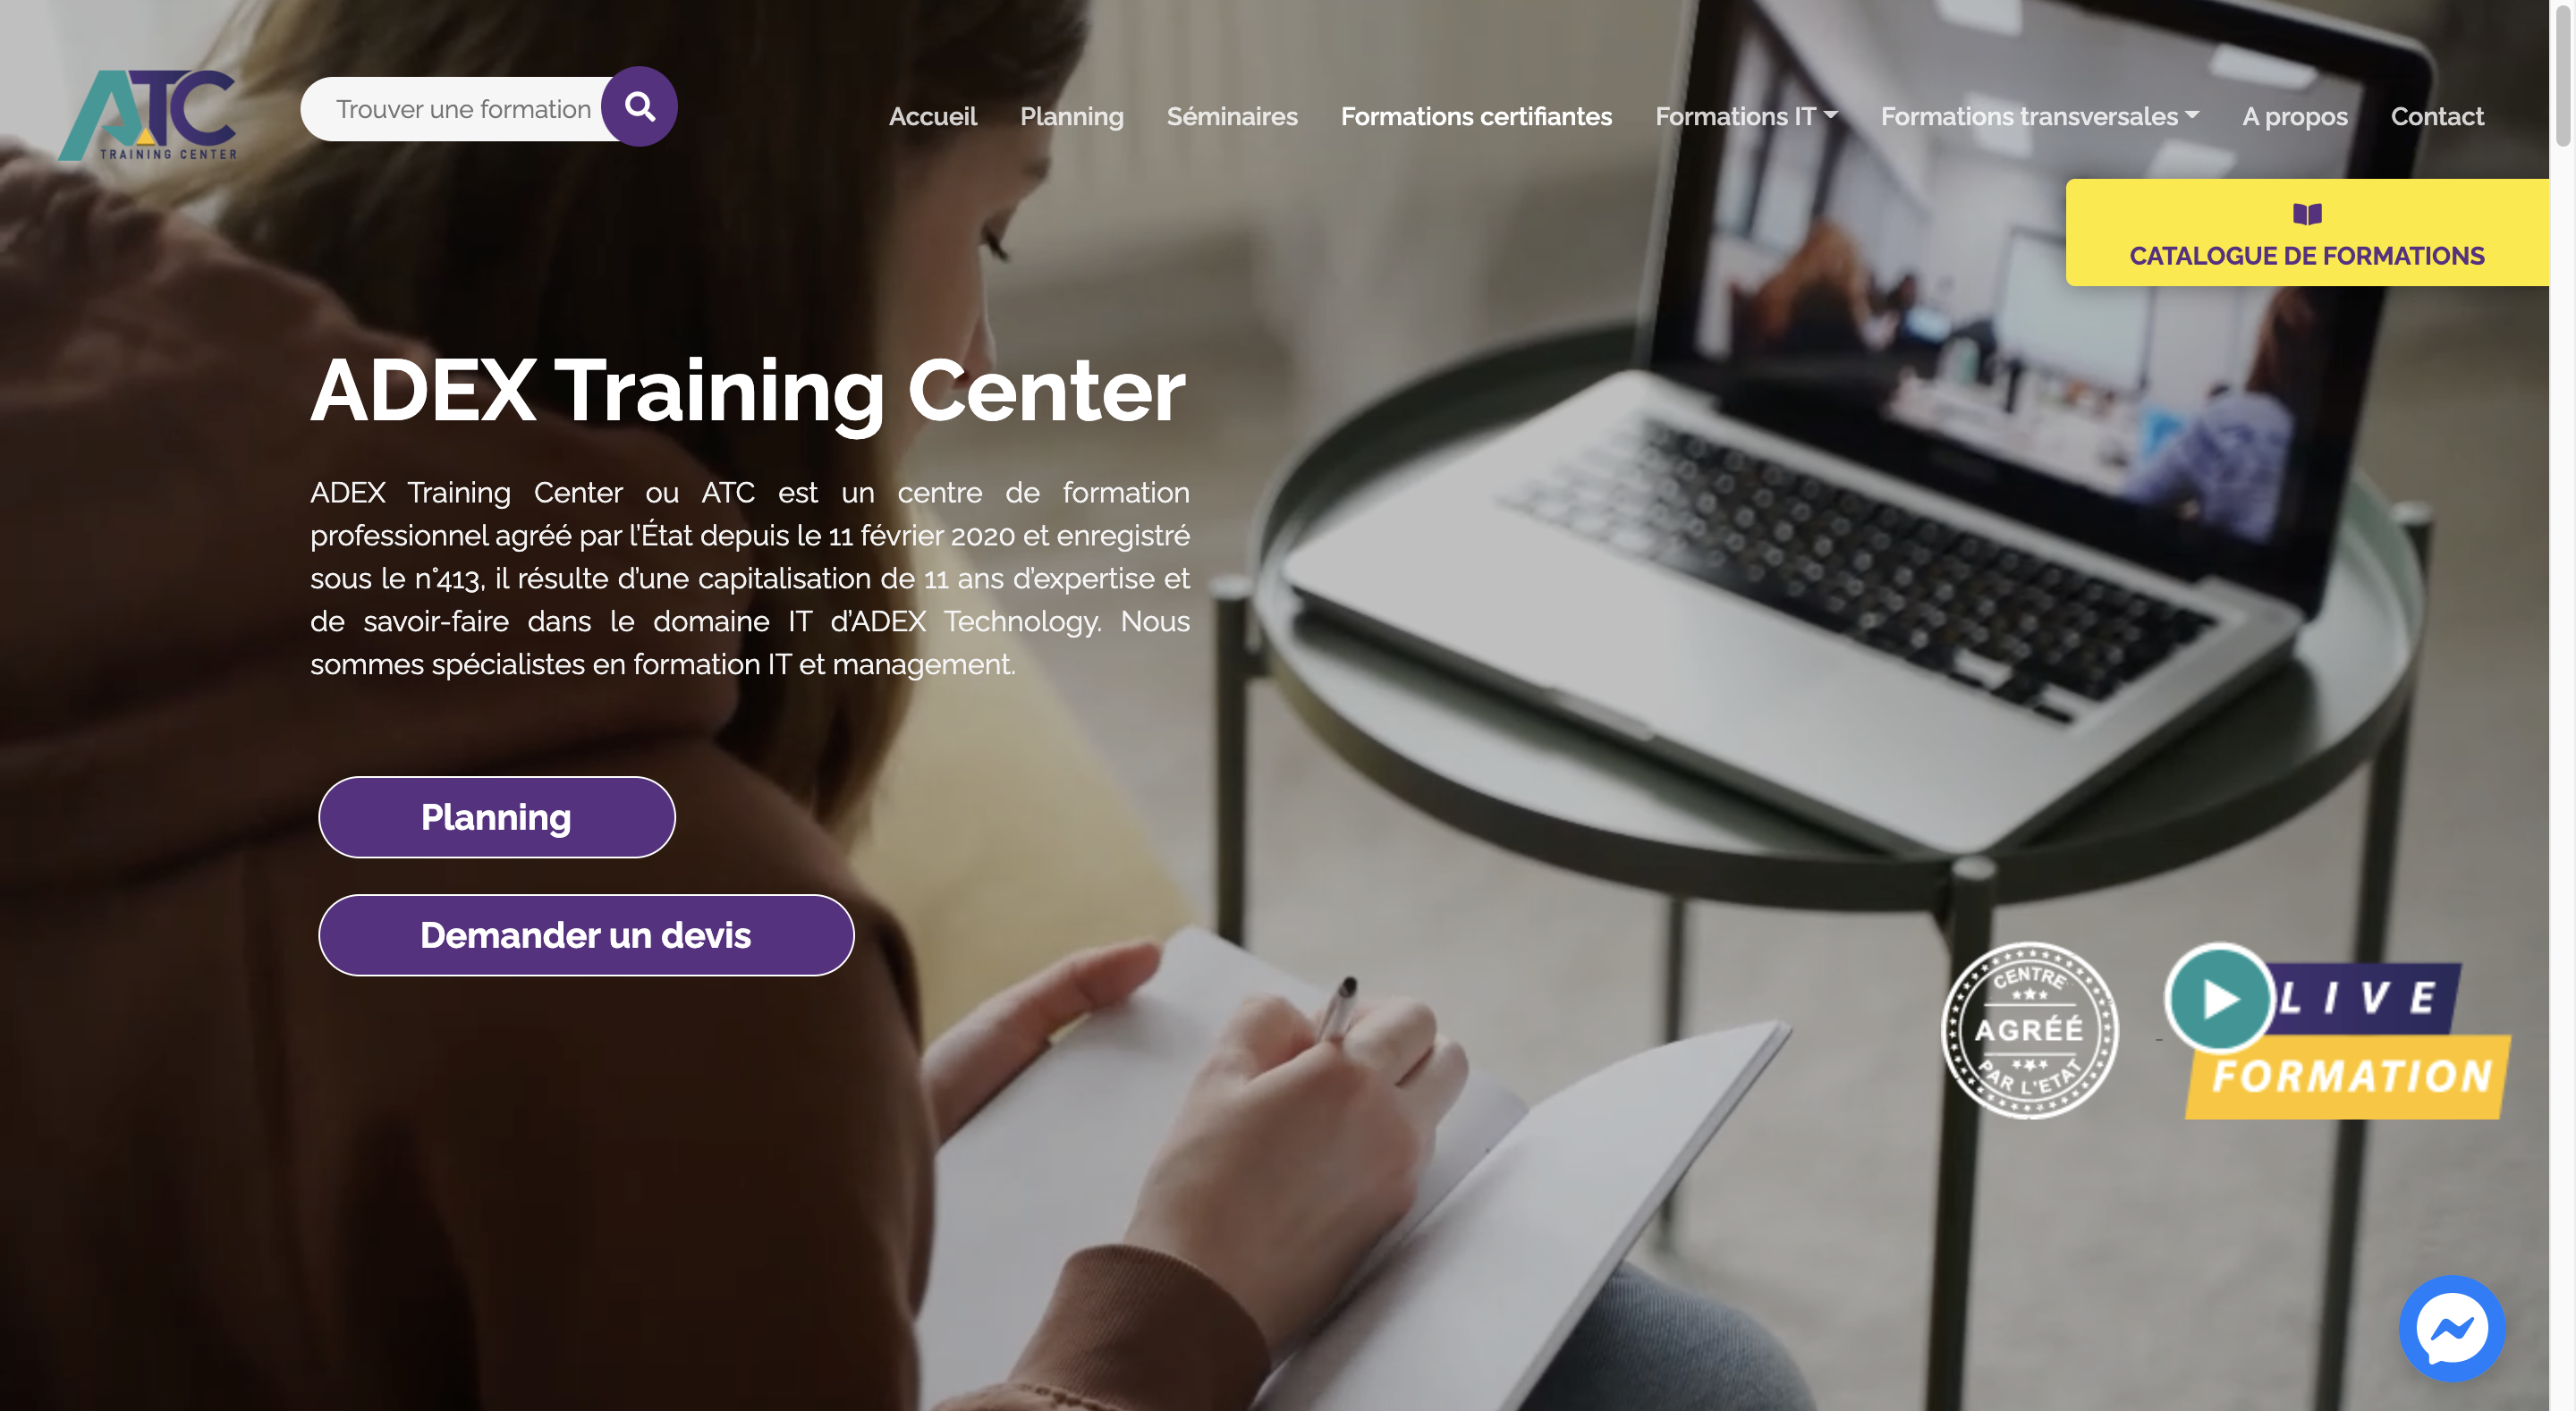 ATC
TRAINING CENTER
Trouver une formation
Accueil
Planning
Séminaires
Formations certifiantes
Formations IT
Formations transversales
A propos
Contact
CATALOGUE DE FORMATIONS
ADEX Training Center
ADEX Training Center ou ATC est un centre de formation
professionnel agréé par l'État depuis le 11 février 2020 et enregistré
sous le n°413, il résulte d'une capitalisation de 11 ans d'expertise et
de savoir-faire dans le domaine IT d'ADEX Technology. Nous
sommes spécialistes en formation IT et management.
Planning
Demander un devis
CENTRE
AGRÉÉ
PAR L'ETAT
LIVE
FORMATION